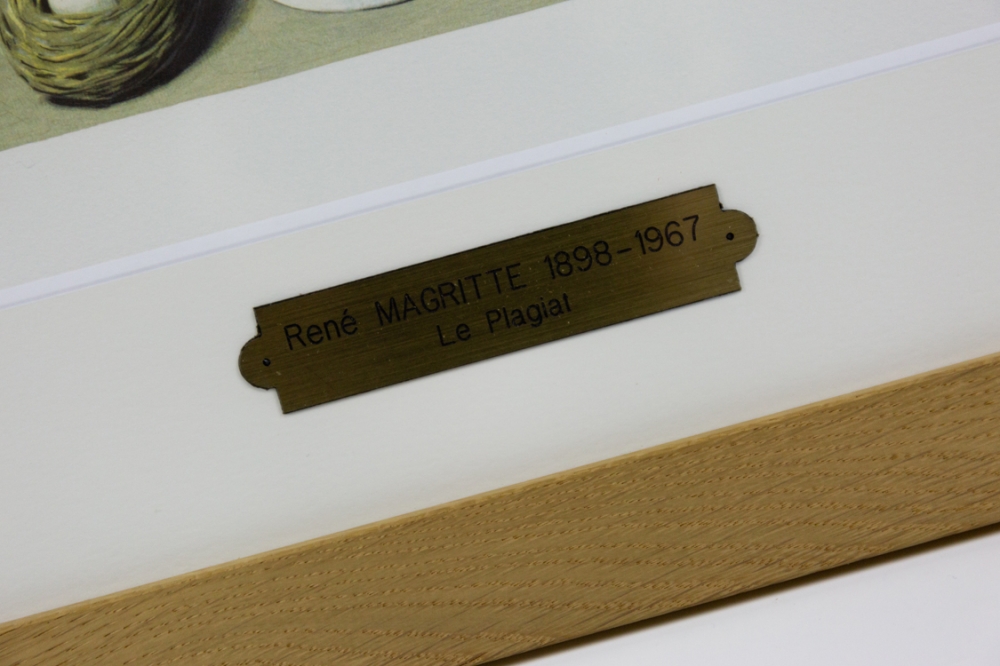 René MAGRITTE 1898-1967
Le Plagiat